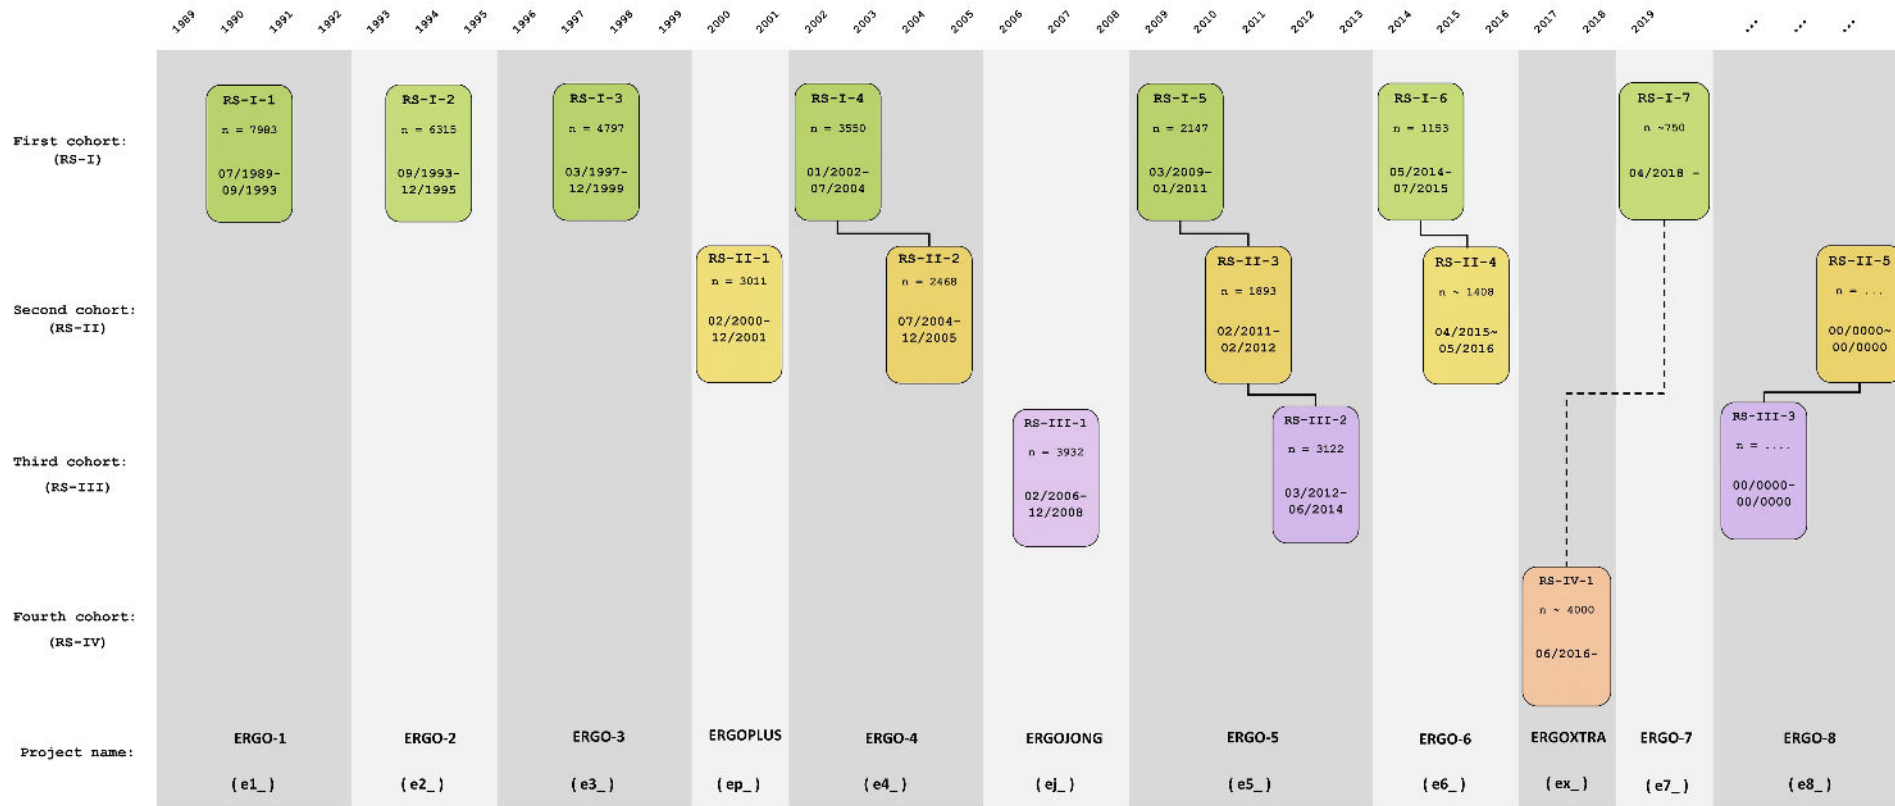 1989 1990 1991 1992 1993 1994 1995 1996 1997 1998 1999 2000 2001 2002 2003 2004 2005 2006 2007 2008 2009 2010 2011 2012 2013 2014 2015 2016 2017 2018 2019 ... ... ...
First cohort:
(RS-I)
RS-I-1
n = 7983
07/1989-
09/1993
RS-I-2
n = 6315
09/1993-
12/1995
RS-I-3
n = 4797
03/1997-
12/1999
RS-I-4
n = 3550
01/2002-
07/2004
RS-I-5
n = 2147
03/2009-
01/2011
RS-I-6
n = 1153
05/2014-
07/2015
RS-I-7
n ~750
04/2018 -
Second cohort:
(RS-II)
RS-II-1
n = 3011
02/2000-
12/2001
RS-II-2
n = 2468
07/2004-
12/2005
RS-II-3
n = 1893
02/2011-
02/2012
RS-II-4
n ~ 1408
04/2015~
05/2016
RS-II-5
n = ...
00/0000~
00/0000
Third cohort:
(RS-III)
RS-III-1
n = 3932
02/2006-
12/2008
RS-III-2
n = 3122
03/2012-
06/2014
RS-III-3
n = ....
00/0000-
00/0000
Fourth cohort:
(RS-IV)
RS-IV-1
n ~ 4000
06/2016-
Project name:
ERGO-1 ERGO-2 ERGO-3 ERGOPLUS ERGO-4 ERGOJONG ERGO-5 ERGO-6 ERGOXTRA ERGO-7 ERGO-8
( e1_ ) ( e2_ ) ( e3_ ) ( ep_ ) ( e4_ ) ( ej_ ) ( e5_ ) ( e6_ ) ( ex_ ) ( e7_ ) ( e8_ )